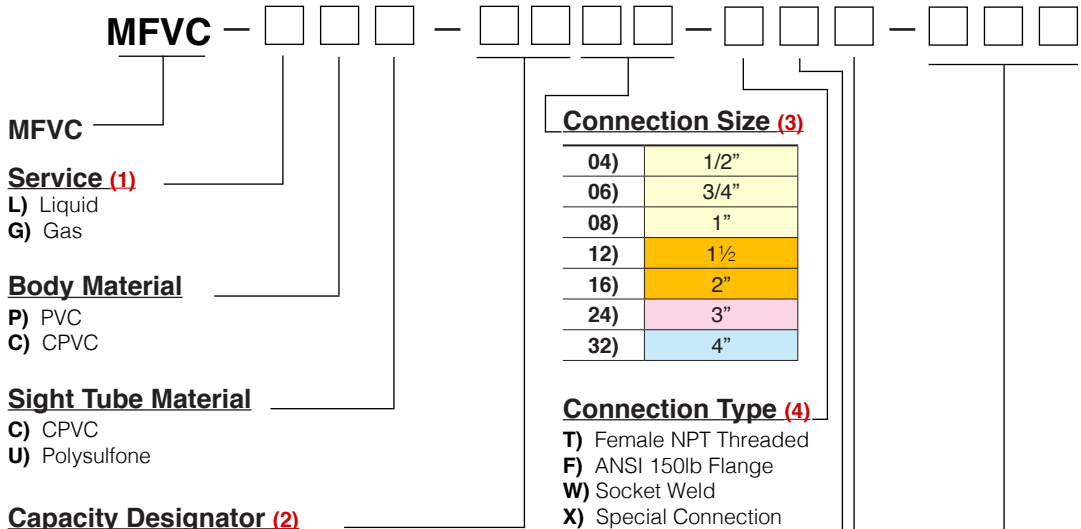 MFVC – □ □ □ – □ □ □ □ – □ □ □ – □ □ □
MFVC
Service (1)
L) Liquid
G) Gas
Body Material
P) PVC
C) CPVC
Sight Tube Material
C) CPVC
U) Polysulfone
Capacity Designator (2)
Connection Size (3)
04) 1/2”
06) 3/4”
08) 1”
12) 1½
16) 2”
24) 3”
32) 4”
Connection Type (4)
T) Female NPT Threaded
F) ANSI 150lb Flange
W) Socket Weld
X) Special Connection